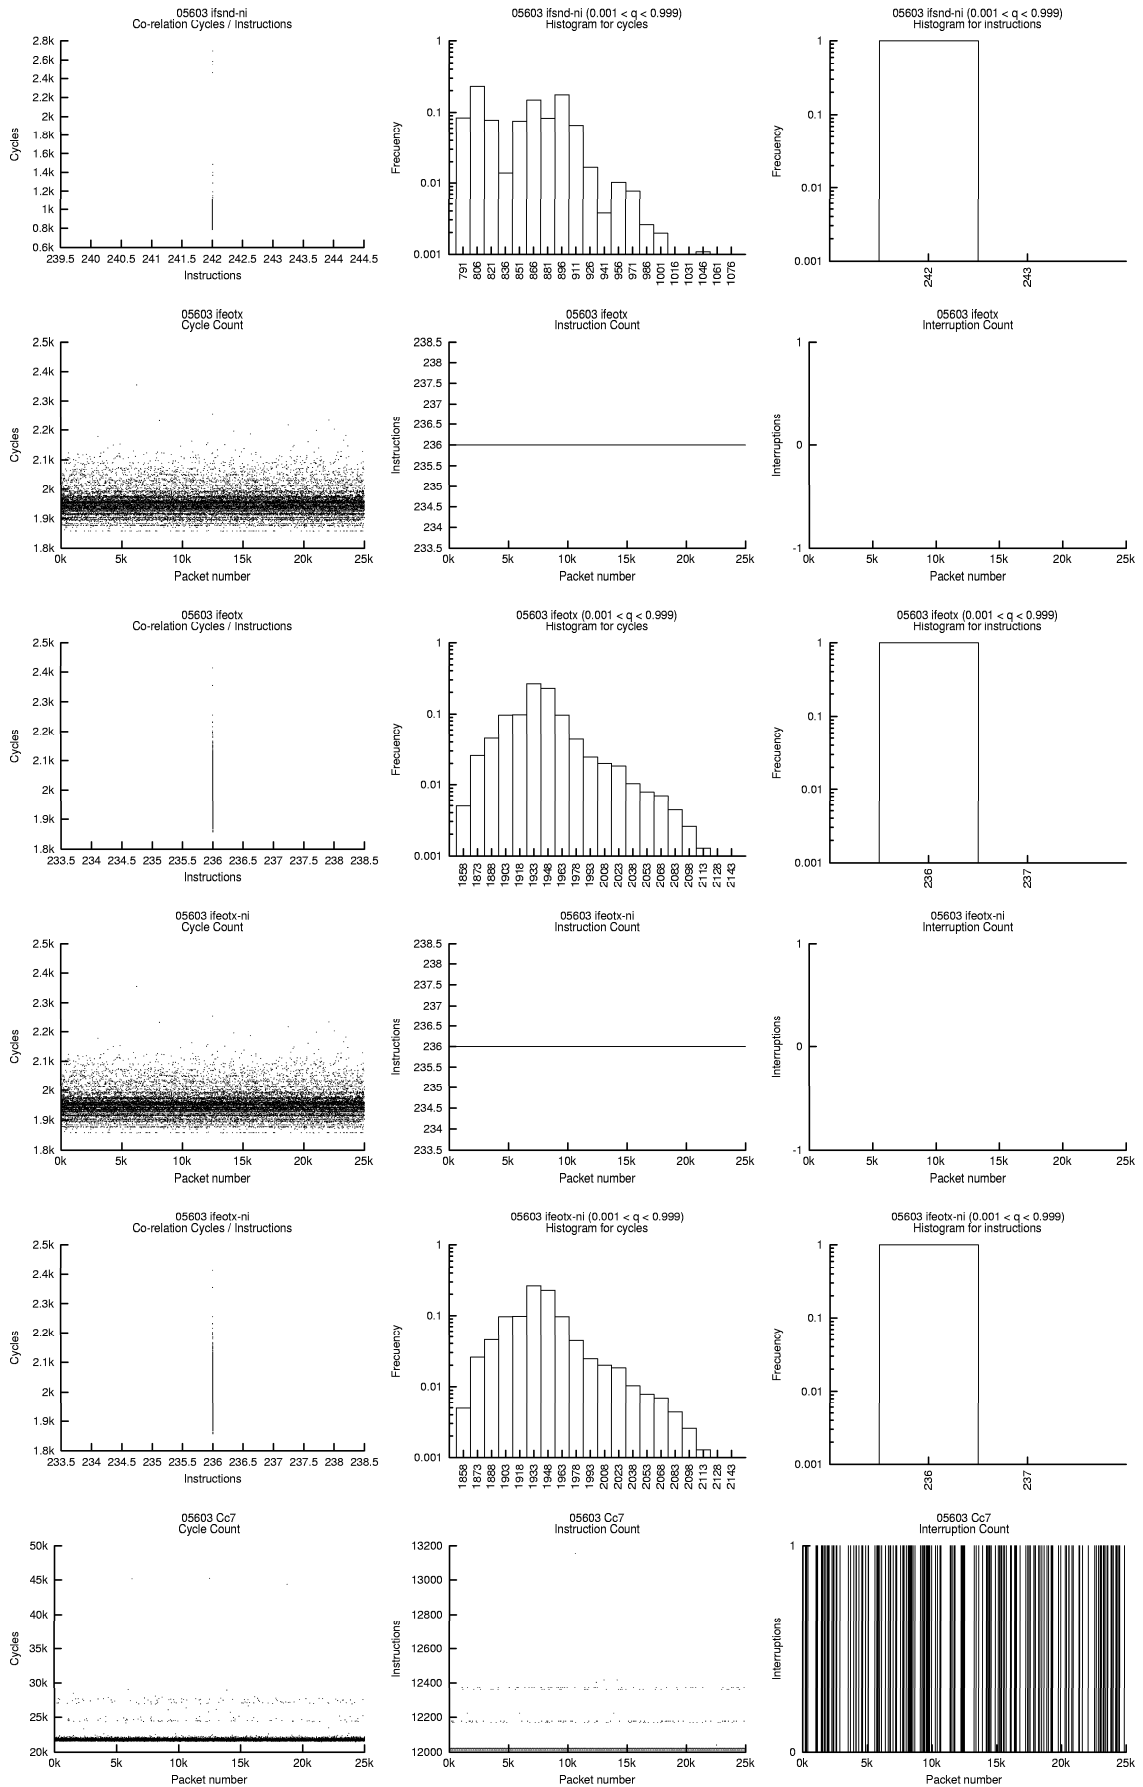 05603 ifsnd-ni
Co-relation Cycles / Instructions
2.8k
2.6k
2.4k
2.2k
2k
1.8k
1.6k
1.4k
1.2k
1k
0.8k
0.6k
Cycles
239.5 240 240.5 241 241.5 242 242.5 243 243.5 244 244.5
Instructions
05603 ifsnd-ni (0.001 < q < 0.999)
Histogram for cycles
1
0.1
0.01
0.001
Frecuency
791 806 821 836 851 866 881 896 911 926 941 956 971 986 1001 1016 1031 1046 1061 1076
05603 ifsnd-ni (0.001 < q < 0.999)
Histogram for instructions
1
0.1
0.01
0.001
Frecuency
242 243
05603 ifeotx
Cycle Count
2.5k
2.4k
2.3k
2.2k
2.1k
2k
1.9k
1.8k
Cycles
0k 5k 10k 15k 20k 25k
Packet number
05603 ifeotx
Instruction Count
238.5
238
237.5
237
236.5
236
235.5
235
234.5
234
233.5
Instructions
0k 5k 10k 15k 20k 25k
Packet number
05603 ifeotx
Interruption Count
1
0
-1
Interruptions
0k 5k 10k 15k 20k 25k
Packet number
05603 ifeotx
Co-relation Cycles / Instructions
2.5k
2.4k
2.3k
2.2k
2.1k
2k
1.9k
1.8k
Cycles
233.5 234 234.5 235 235.5 236 236.5 237 237.5 238 238.5
Instructions
05603 ifeotx (0.001 < q < 0.999)
Histogram for cycles
1
0.1
0.01
0.001
Frecuency
1858 1873 1888 1903 1918 1933 1948 1963 1978 1993 2008 2023 2038 2053 2068 2083 2098 2113 2128 2143
05603 ifeotx (0.001 < q < 0.999)
Histogram for instructions
1
0.1
0.01
0.001
Frecuency
236 237
05603 ifeotx-ni
Cycle Count
2.5k
2.4k
2.3k
2.2k
2.1k
2k
1.9k
1.8k
Cycles
0k 5k 10k 15k 20k 25k
Packet number
05603 ifeotx-ni
Instruction Count
238.5
238
237.5
237
236.5
236
235.5
235
234.5
234
233.5
Instructions
0k 5k 10k 15k 20k 25k
Packet number
05603 ifeotx-ni
Interruption Count
1
0
-1
Interruptions
0k 5k 10k 15k 20k 25k
Packet number
05603 ifeotx-ni
Co-relation Cycles / Instructions
2.5k
2.4k
2.3k
2.2k
2.1k
2k
1.9k
1.8k
Cycles
233.5 234 234.5 235 235.5 236 236.5 237 237.5 238 238.5
Instructions
05603 ifeotx-ni (0.001 < q < 0.999)
Histogram for cycles
1
0.1
0.01
0.001
Frecuency
1858 1873 1888 1903 1918 1933 1948 1963 1978 1993 2008 2023 2038 2053 2068 2083 2098 2113 2128 2143
05603 ifeotx-ni (0.001 < q < 0.999)
Histogram for instructions
1
0.1
0.01
0.001
Frecuency
236 237
05603 Cc7
Cycle Count
50k
45k
40k
35k
30k
25k
20k
Cycles
0k 5k 10k 15k 20k 25k
Packet number
05603 Cc7
Instruction Count
13200
13000
12800
12600
12400
12200
12000
Instructions
0k 5k 10k 15k 20k 25k
Packet number
05603 Cc7
Interruption Count
1
0
Interruptions
0k 5k 10k 15k 20k 25k
Packet number